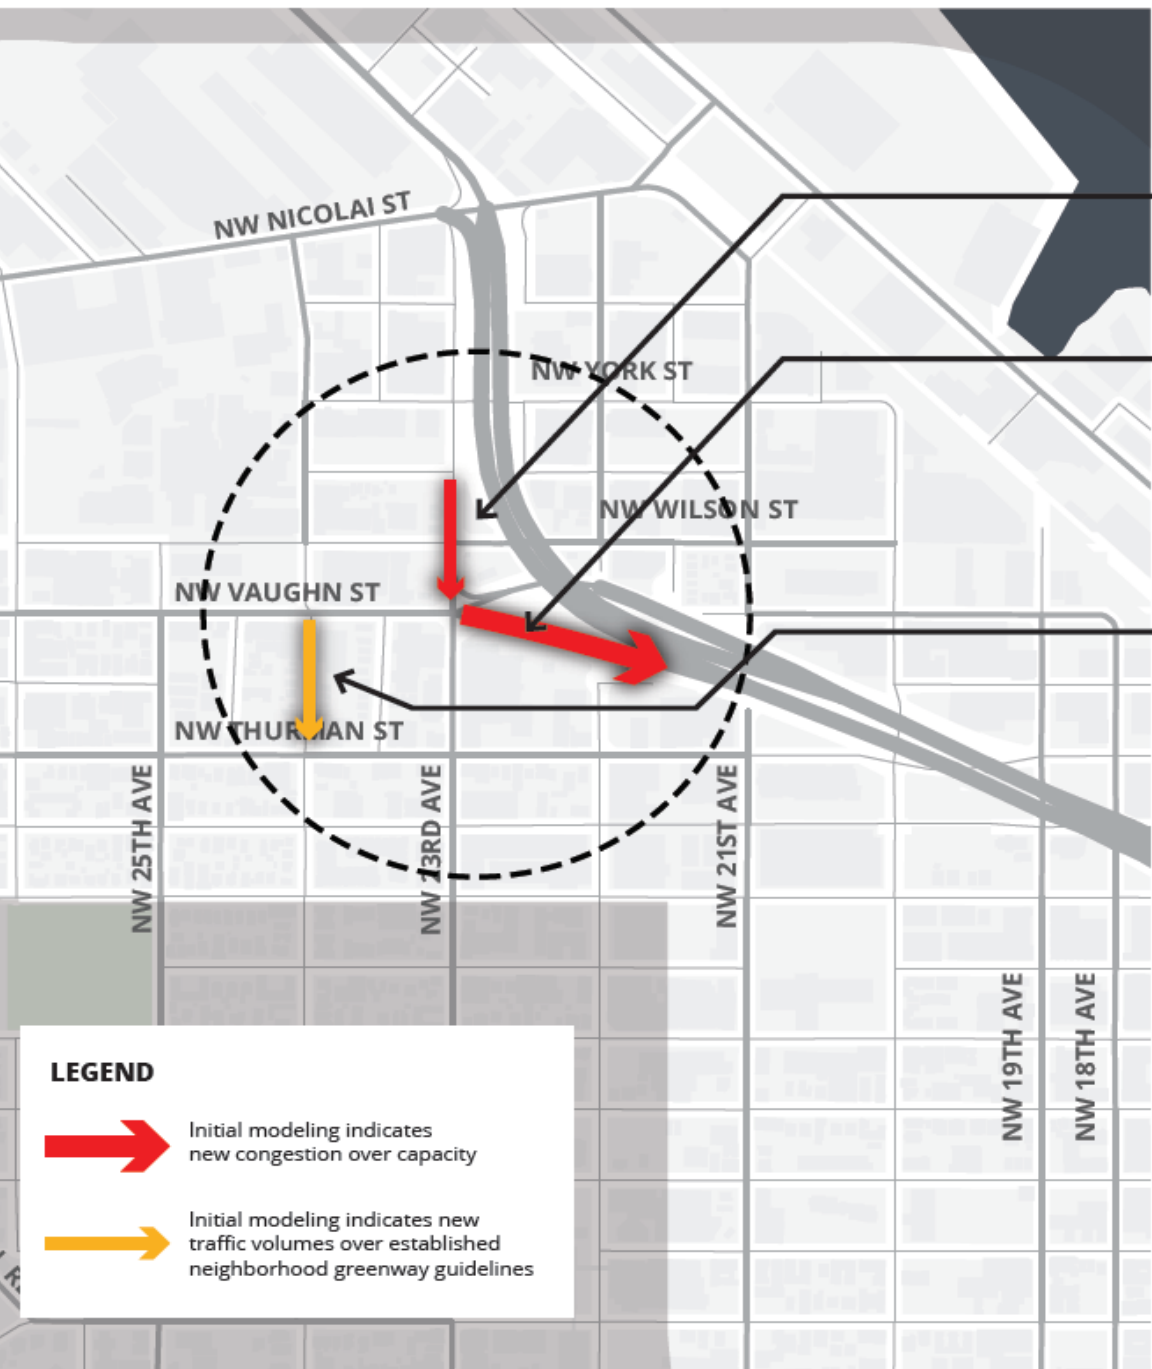 NW NICOLAI ST
NW YORK ST
NW WILSON ST
NW VAUGHN ST
NW THURMAN ST
NW 25TH AVE
NW 23RD AVE
NW 21ST AVE
NW 19TH AVE
NW 18TH AVE
LEGEND
Initial modeling indicates
new congestion over capacity
Initial modeling indicates new
traffic volumes over established
neighborhood greenway guidelines